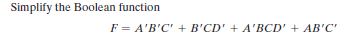 Simplify the Boolean function
F = A'B'C' + B'CD' + A'BCD' + AB'C'